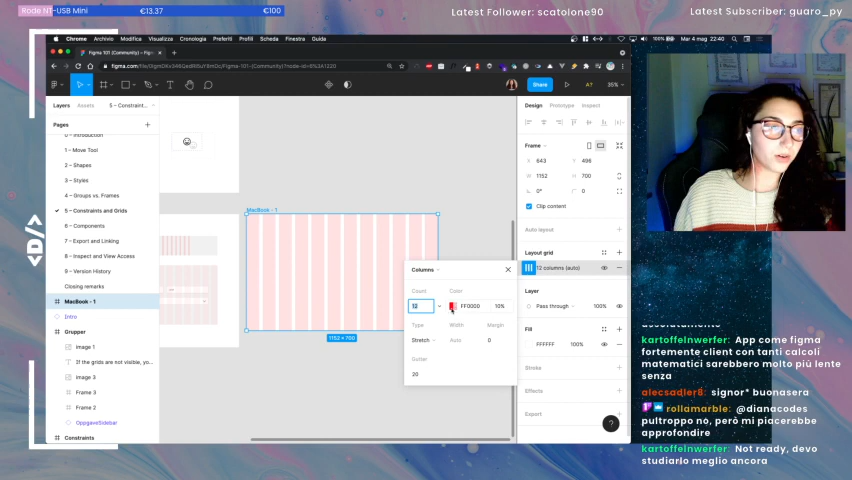 Rode NT-USB Mini €13.37 €100
Latest Follower: scatolone90
Latest Subscriber: guaro_py
Chrome Archivio Modifica Visualizza Cronologia Preferiti Profili Scheda Finestra Guida
100% Mar 4 mag 22:40
Figma 101 (Community) – Fig
Share
A?
35%
Layers Assets 5 – Constraint...
Pages
0 – Introduction
1 – Move Tool
2 – Shapes
3 – Styles
4 – Groups vs. Frames
5 – Constraints and Grids
6 – Components
7 – Export and Linking
8 – Inspect and View Access
9 – Version History
Closing remarks
MacBook - 1
Intro
Grupper
image 1
If the grids are not visible, yo...
image 3
Frame 3
Frame 2
OppgaveSidebar
Constraints
MacBook - 1
1152 × 700
Columns
Count Color
12 FF0000 10%
Type Width Margin
Stretch Auto 0
Gutter
20
Design Prototype Inspect
Frame
X 643 Y 496
W 1152 H 700
0° 0
Clip content
Auto layout
Layout grid
12 columns (auto)
Layer
Pass through 100%
Fill
FFFFFF 100%
Stroke
Effects
Export
?
<D/>
assolutamento
kartoffelnwerfer: App come figma
fortemente client con tanti calcoli
matematici sarebbero molto più lente
senza
alecsadler8: signor* buonasera
rollamarble: @dianacodes
pultroppo no, però mi piacerebbe
approfondire
kartoffelnwerfer: Not ready, devo
studiarlo meglio ancora